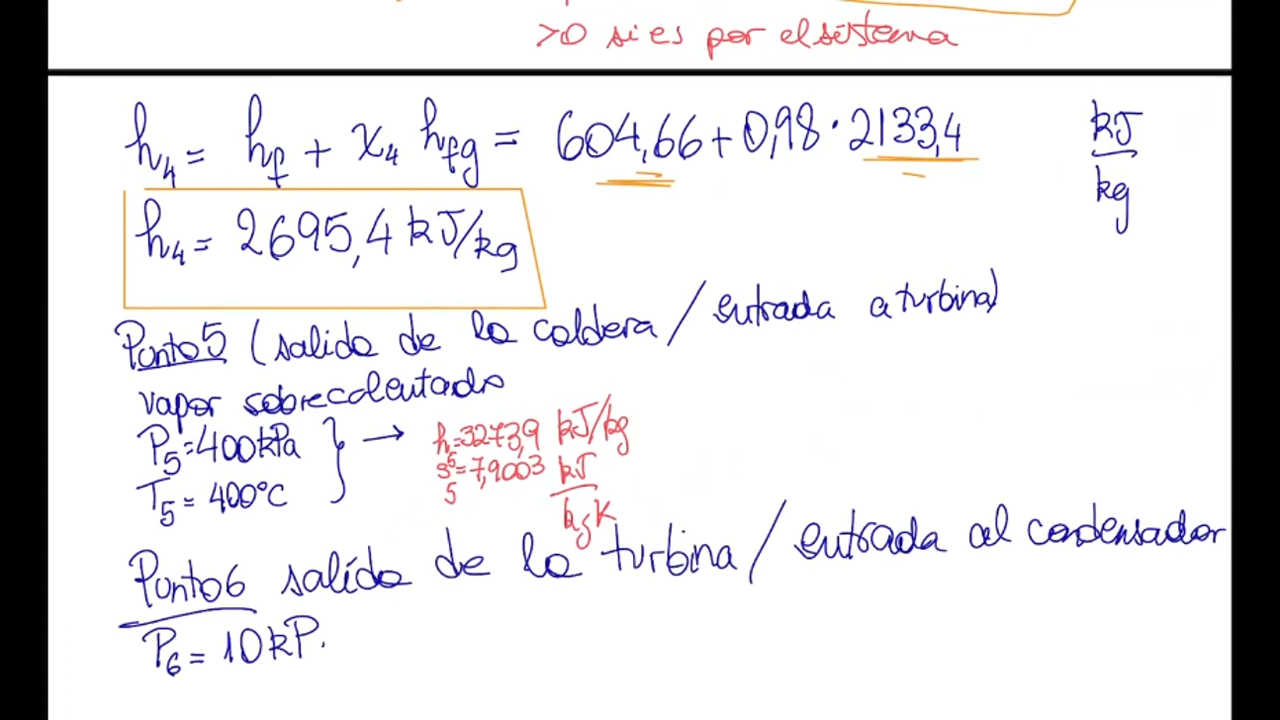 >0 si es por el sistema
h₄ = h_f + x₄ h_fg = 604,66 + 0,98 · 2133,4 kJ/kg
h₄ = 2695,4 kJ/kg
Punto 5 (salida de la caldera / entrada a turbina)
vapor sobrecalentado
P₅ = 400 kPa } → h₅ = 3273,9 kJ/kg
T₅ = 400°C s₅ = 7,9003 kJ/kg K
Punto 6 salida de la turbina / entrada al condensador
P₆ = 10 kP.